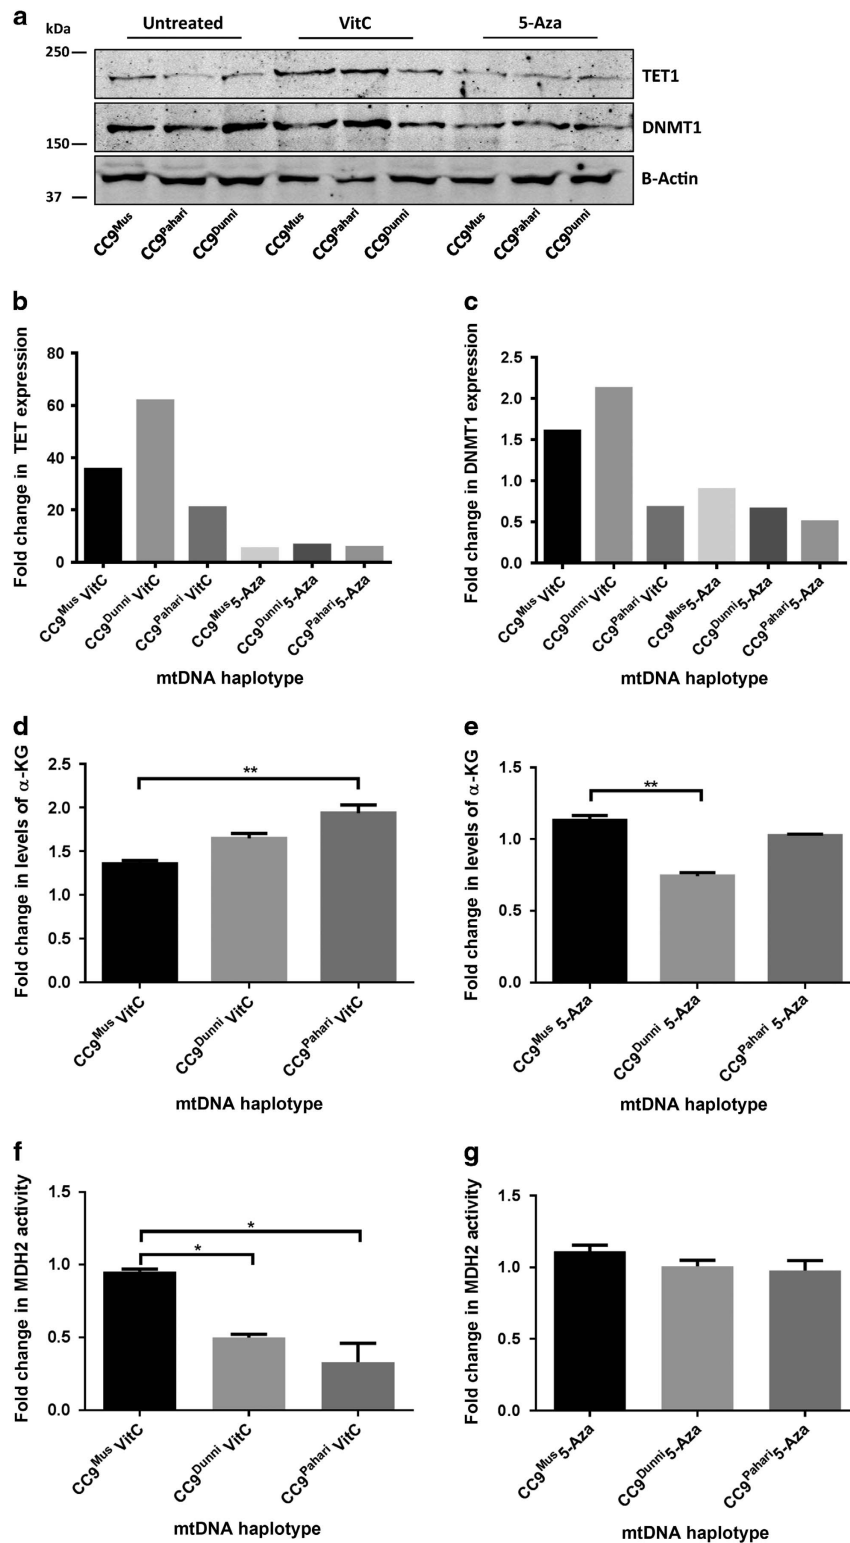 a
Untreated VitC 5-Aza
kDa
250
TET1
DNMT1
150
B-Actin
37
CC9Mus CC9Pahari CC9Dunni CC9Mus CC9Pahari CC9Dunni CC9Mus CC9Pahari CC9Dunni
b
Fold change in TET expression
80
60
40
20
0
CC9Mus VitC
CC9Dunni VitC
CC9Pahari VitC
CC9Mus 5-Aza
CC9Dunni 5-Aza
CC9Pahari 5-Aza
mtDNA haplotype
c
Fold change in DNMT1 expression
2.5
2.0
1.5
1.0
0.5
0.0
CC9Mus VitC
CC9Dunni VitC
CC9Pahari VitC
CC9Mus 5-Aza
CC9Dunni 5-Aza
CC9Pahari 5-Aza
mtDNA haplotype
d
Fold change in levels of α-KG
2.5
2.0
1.5
1.0
0.5
0.0
**
CC9Mus VitC
CC9Dunni VitC
CC9Pahari VitC
mtDNA haplotype
e
Fold change in levels of α-KG
1.5
1.0
0.5
0.0
**
CC9Mus 5-Aza
CC9Dunni 5-Aza
CC9Pahari 5-Aza
mtDNA haplotype
f
Fold change in MDH2 activity
1.5
1.0
0.5
0.0
*
*
CC9Mus VitC
CC9Dunni VitC
CC9Pahari VitC
mtDNA haplotype
g
Fold change in MDH2 activity
1.5
1.0
0.5
0.0
CC9Mus 5-Aza
CC9Dunni 5-Aza
CC9Pahari 5-Aza
mtDNA haplotype